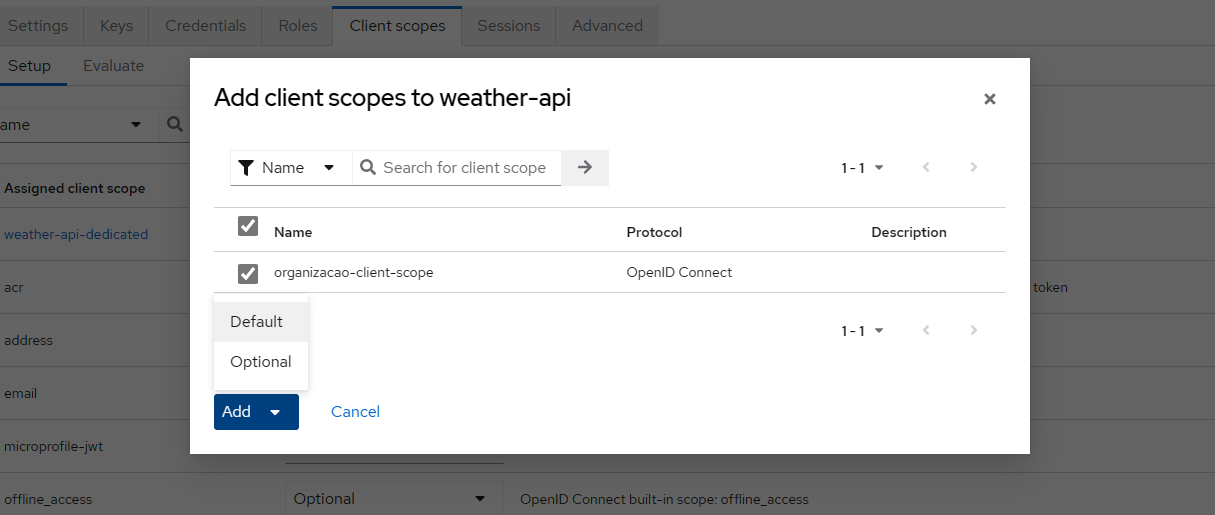 Settings Keys Credentials Roles Client scopes Sessions Advanced
Setup Evaluate
Add client scopes to weather-api
ame
Name Search for client scope 1 - 1
Assigned client scope
Name Protocol Description
weather-api-dedicated
organizacao-client-scope OpenID Connect
acr token
Default
1 - 1
address
Optional
email
Add Cancel
microprofile-jwt
offline_access Optional OpenID Connect built-in scope: offline_access